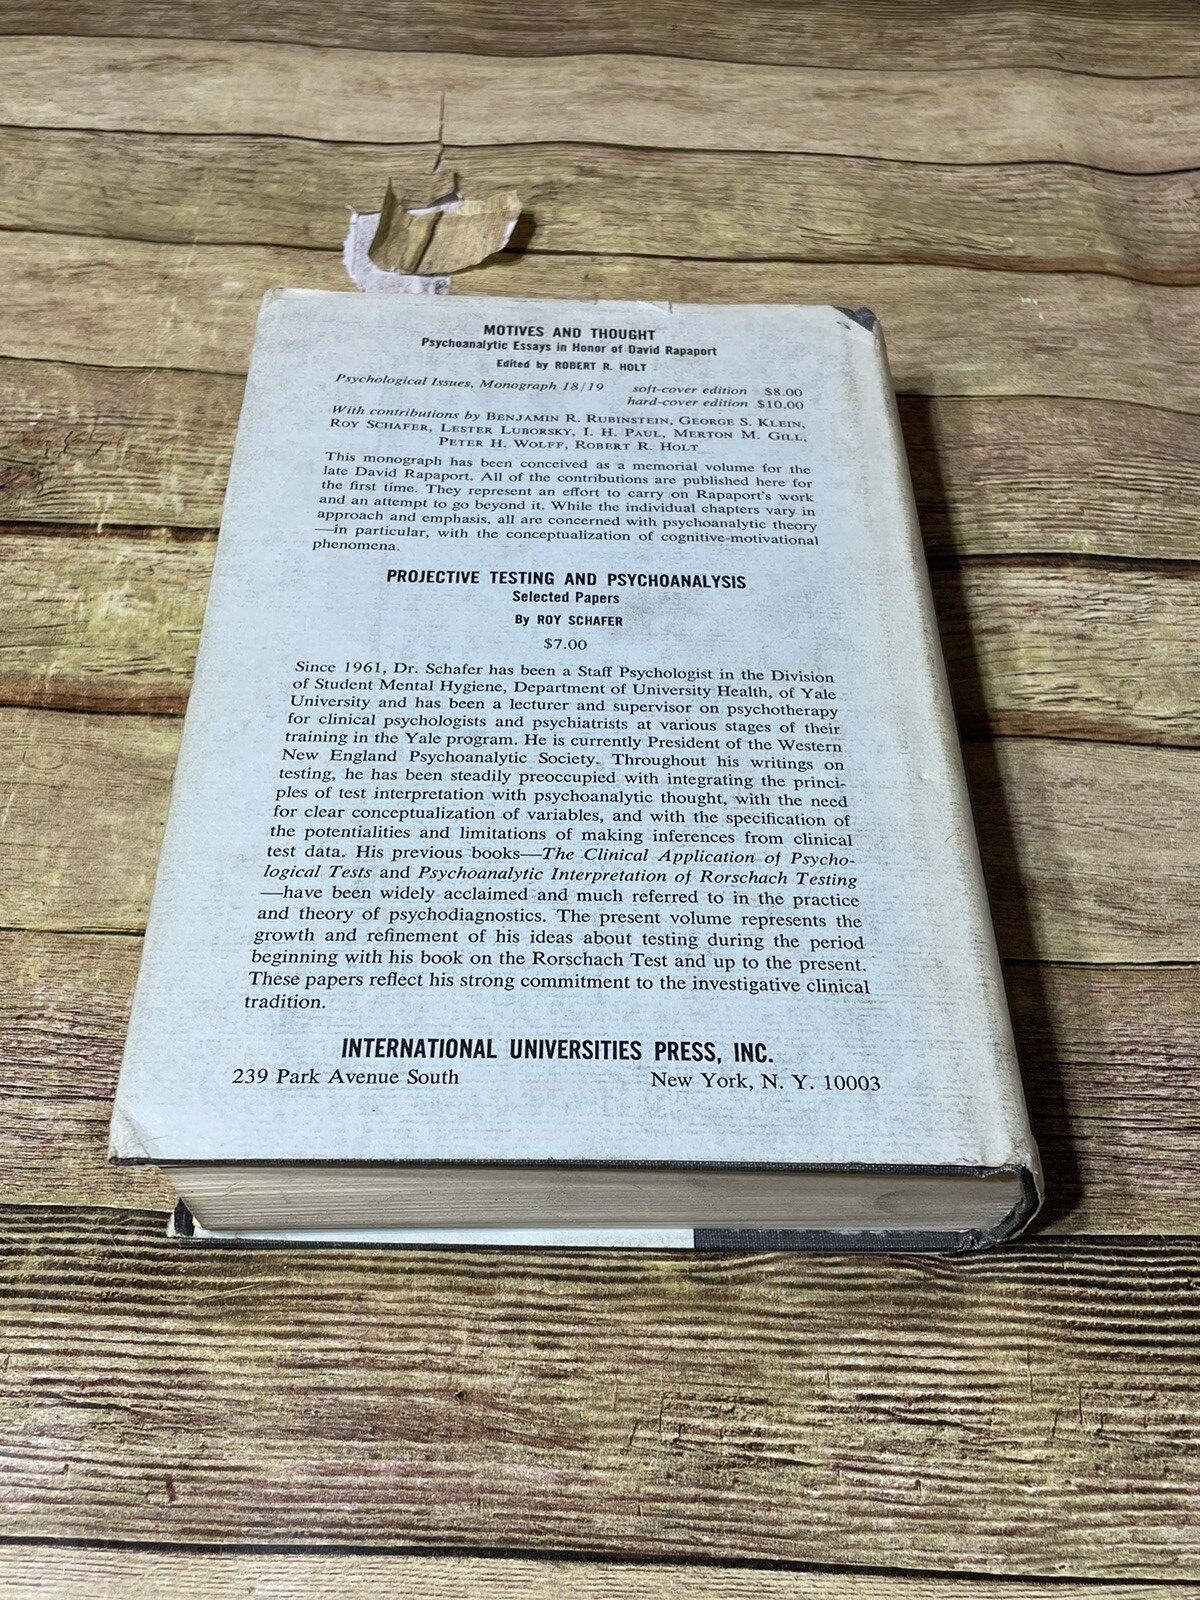 MOTIVES AND THOUGHT
Psychoanalytic Essays in Honor of David Rapaport
Edited by ROBERT R. HOLT
Psychological Issues, Monograph 18/19 soft-cover edition $8.00
hard-cover edition $10.00
With contributions by BENJAMIN R. RUBINSTEIN, GEORGE S. KLEIN,
ROY SCHAFER, LESTER LUBORSKY, I. H. PAUL, MERTON M. GILL,
PETER H. WOLFF, ROBERT R. HOLT
This monograph has been conceived as a memorial volume for the
late David Rapaport. All of the contributions are published here for
the first time. They represent an effort to carry on Rapaport's work
and an attempt to go beyond it. While the individual chapters vary in
approach and emphasis, all are concerned with psychoanalytic theory
—in particular, with the conceptualization of cognitive-motivational
phenomena.
PROJECTIVE TESTING AND PSYCHOANALYSIS
Selected Papers
By ROY SCHAFER
$7.00
Since 1961, Dr. Schafer has been a Staff Psychologist in the Division
of Student Mental Hygiene, Department of University Health, of Yale
University and has been a lecturer and supervisor on psychotherapy
for clinical psychologists and psychiatrists at various stages of their
training in the Yale program. He is currently President of the Western
New England Psychoanalytic Society. Throughout his writings on
testing, he has been steadily preoccupied with integrating the princi-
ples of test interpretation with psychoanalytic thought, with the need
for clear conceptualization of variables, and with the specification of
the potentialities and limitations of making inferences from clinical
test data. His previous books—The Clinical Application of Psycho-
logical Tests and Psychoanalytic Interpretation of Rorschach Testing
—have been widely acclaimed and much referred to in the practice
and theory of psychodiagnostics. The present volume represents the
growth and refinement of his ideas about testing during the period
beginning with his book on the Rorschach Test and up to the present.
These papers reflect his strong commitment to the investigative clinical
tradition.
INTERNATIONAL UNIVERSITIES PRESS, INC.
239 Park Avenue South New York, N. Y. 10003